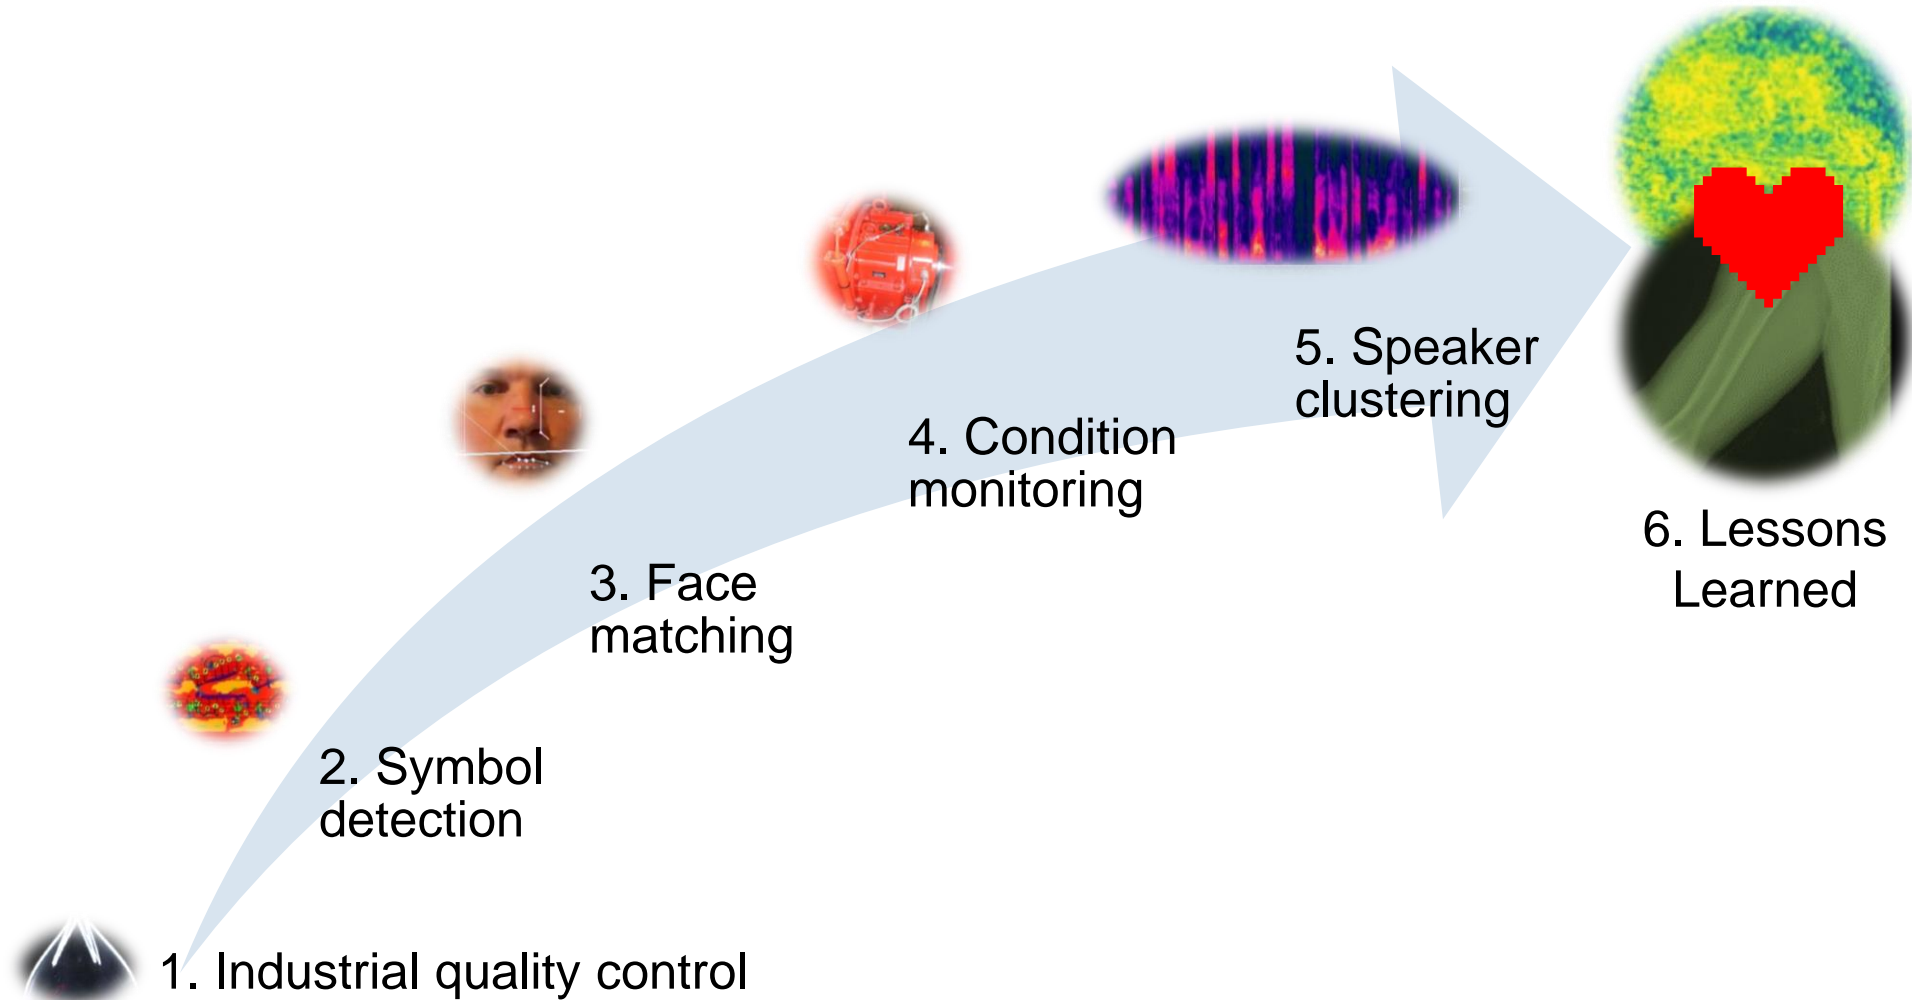 1. Industrial quality control
2. Symbol
detection
3. Face
matching
4. Condition
monitoring
5. Speaker
clustering
6. Lessons
Learned